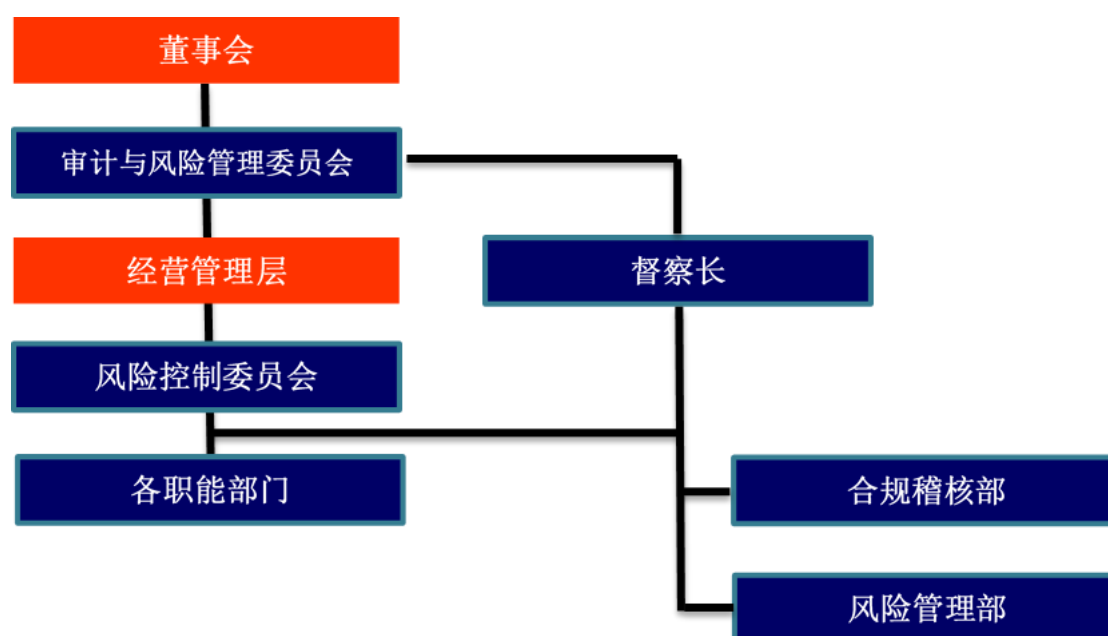 董事会
审计与风险管理委员会
经营管理层
督察长
风险控制委员会
各职能部门
合规稽核部
风险管理部